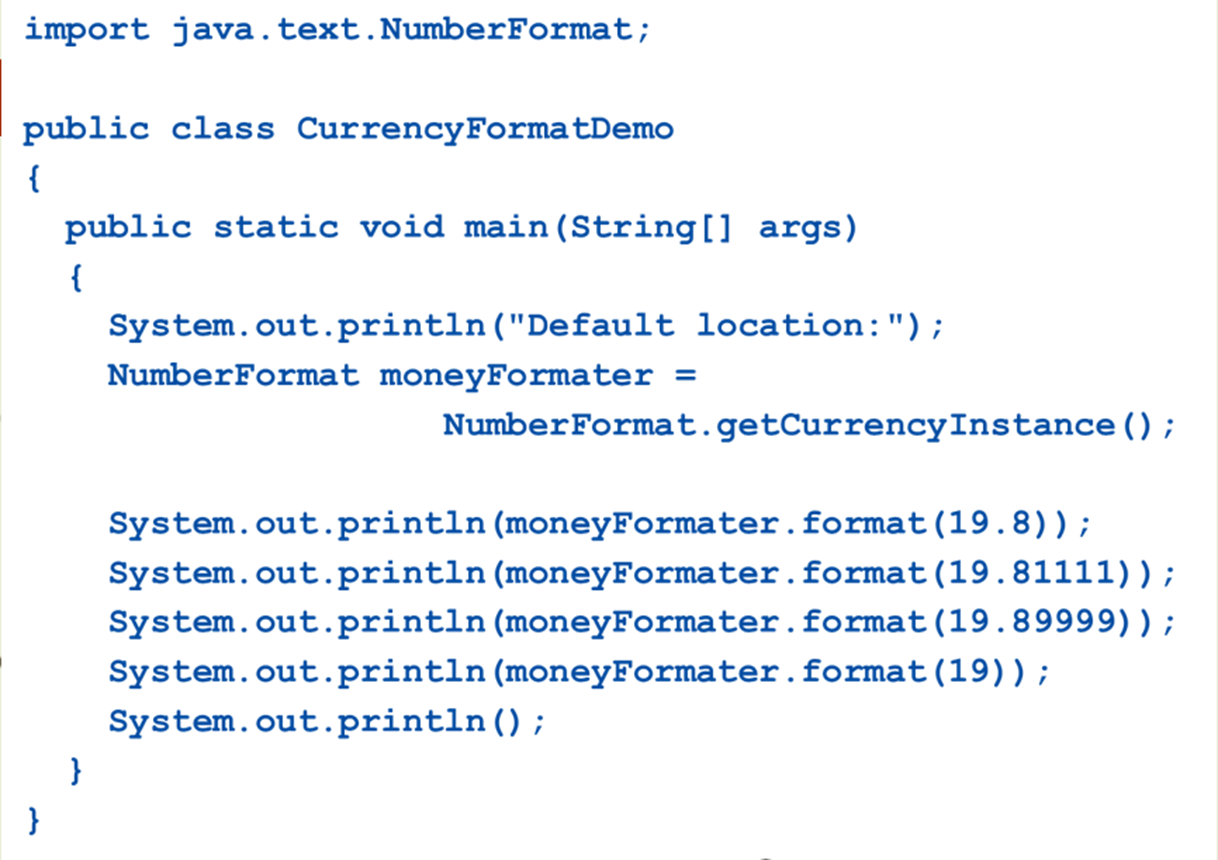 import java.text.NumberFormat;
public class CurrencyFormatDemo
{
public static void main(String[] args)
{
System.out.println("Default location:");
NumberFormat moneyFormater =
NumberFormat.getCurrencyInstance();
System.out.println(moneyFormater.format(19.8));
System.out.println(moneyFormater.format(19.81111));
System.out.println(moneyFormater.format(19.89999));
System.out.println(moneyFormater.format(19));
System.out.println();
}
}